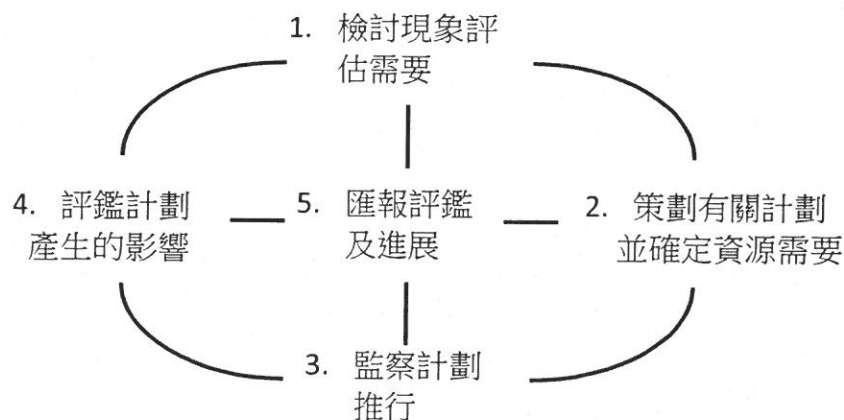 1. 檢討現象評
估需要
4. 評鑑計劃
產生的影響
5. 匯報評鑑
及進展
2. 策劃有關計劃
並確定資源需要
3. 監察計劃
推行